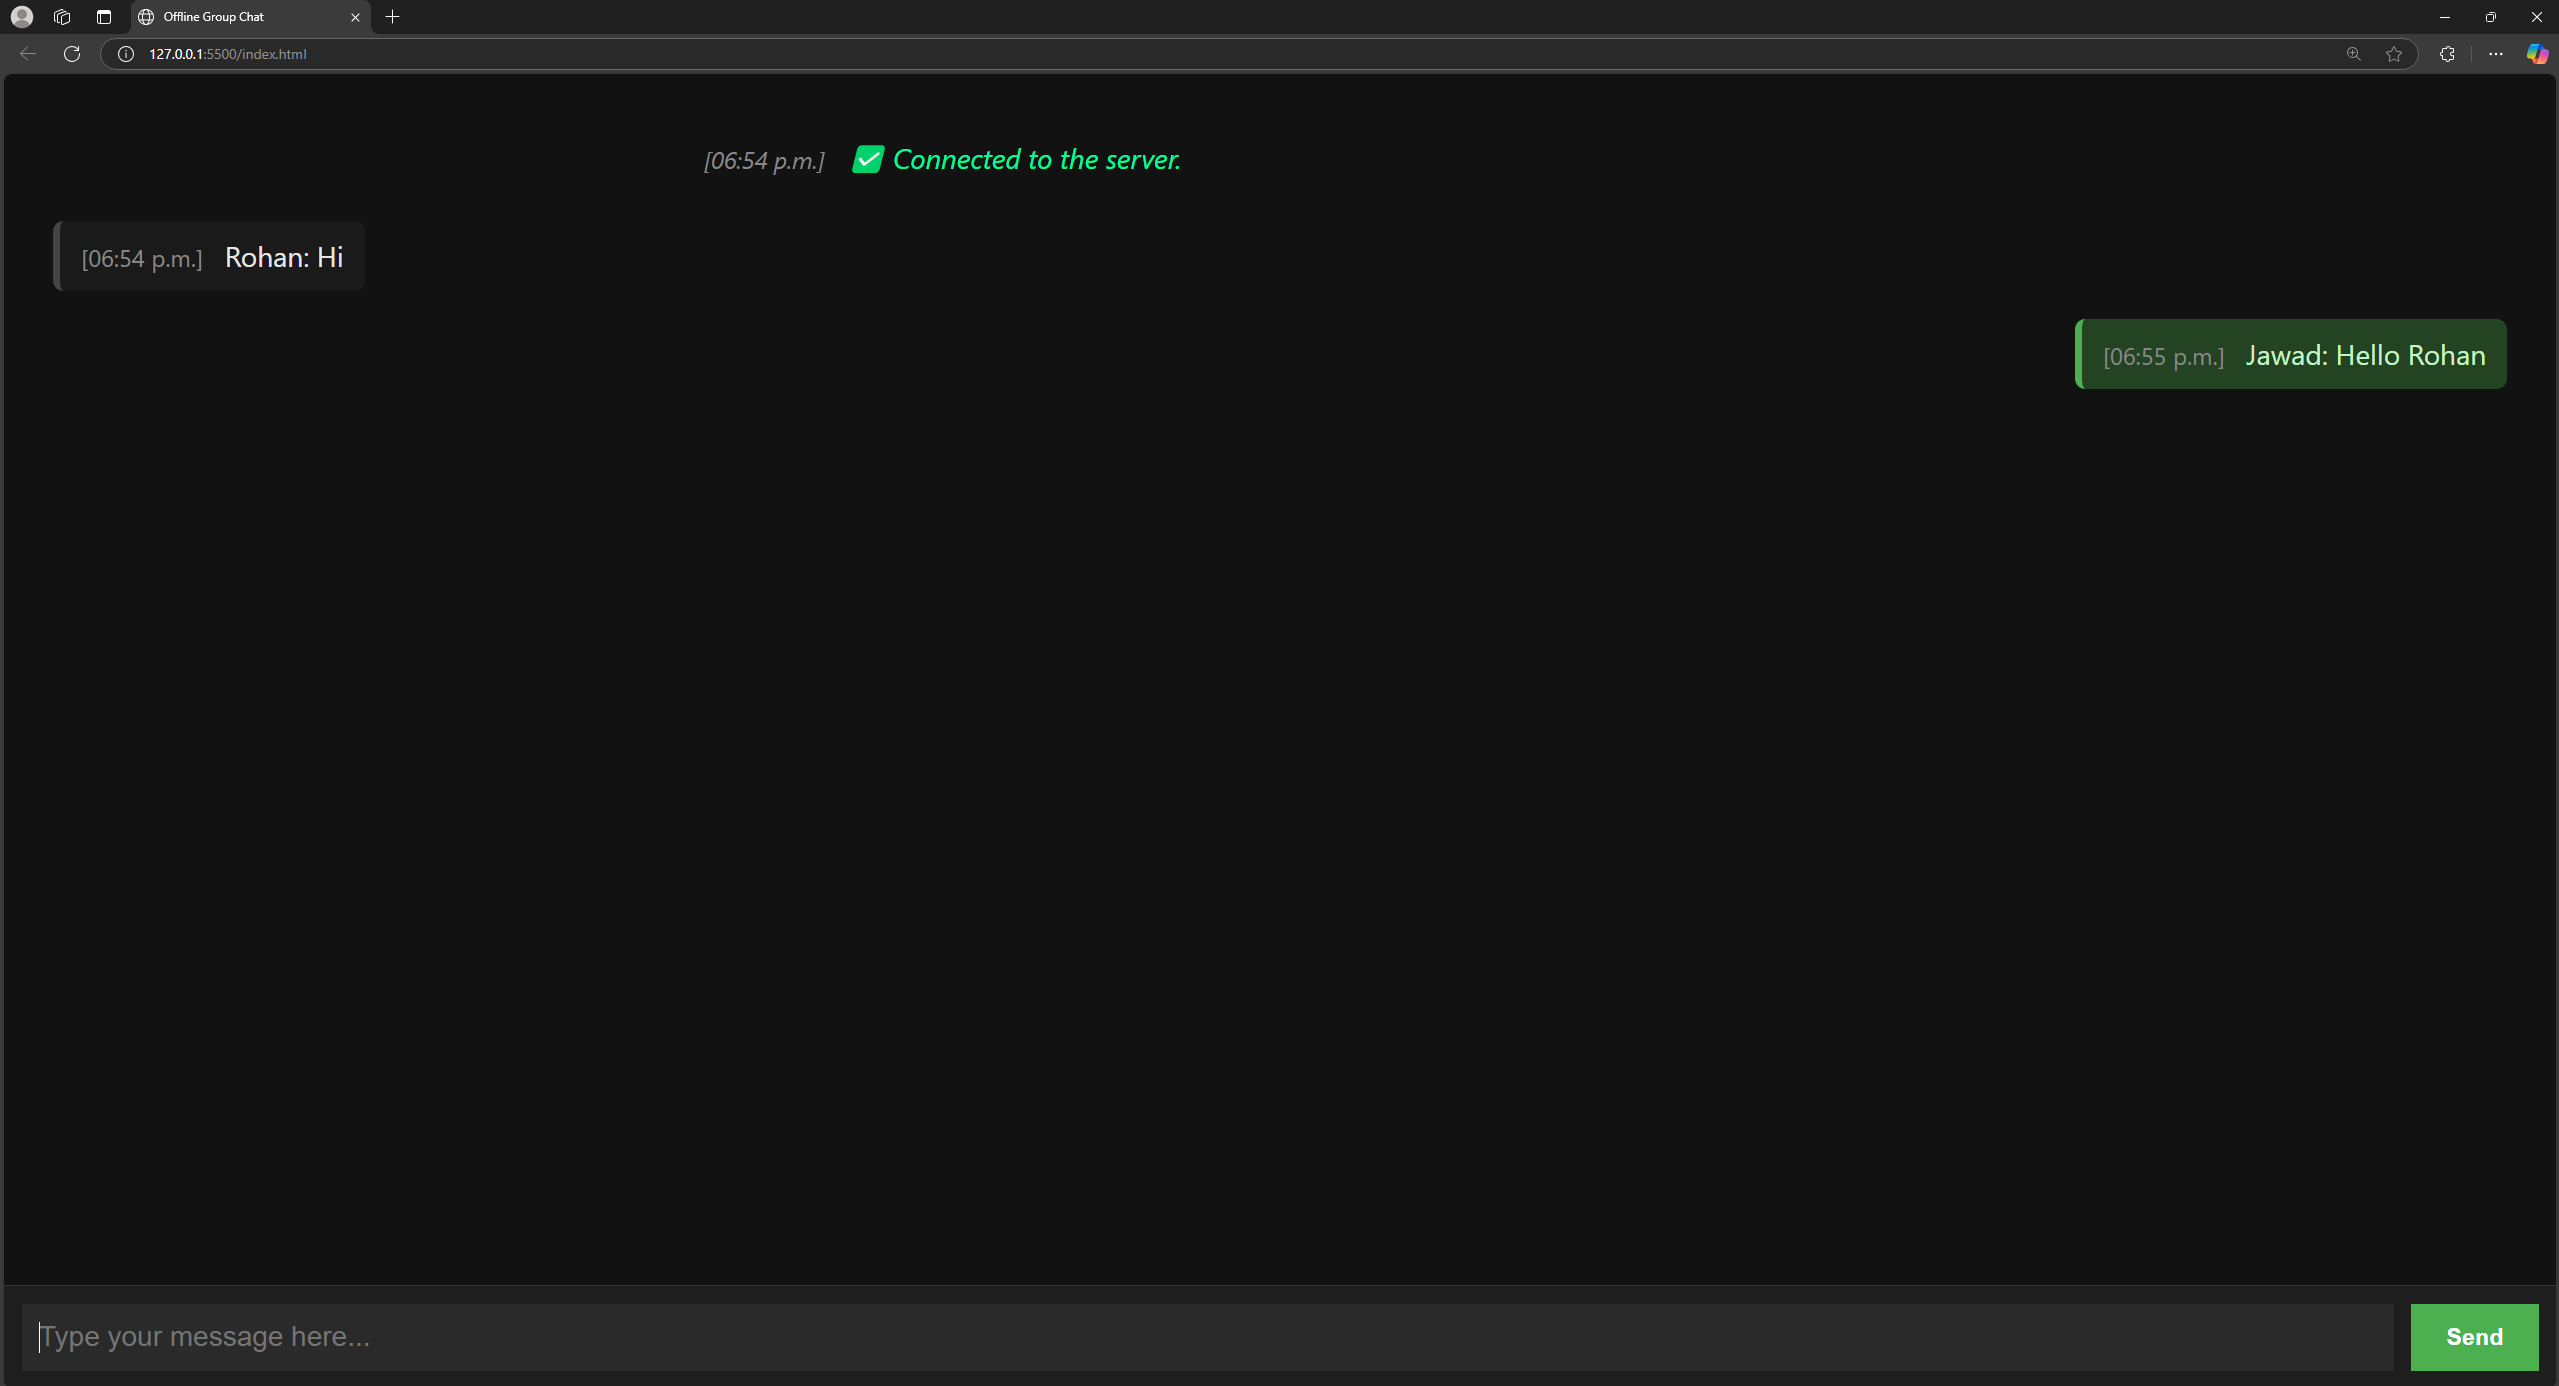 Offline Group Chat
127.0.0.1:5500/index.html
[06:54 p.m.] ✅ Connected to the server.
[06:54 p.m.] Rohan: Hi
[06:55 p.m.] Jawad: Hello Rohan
Type your message here...
Send